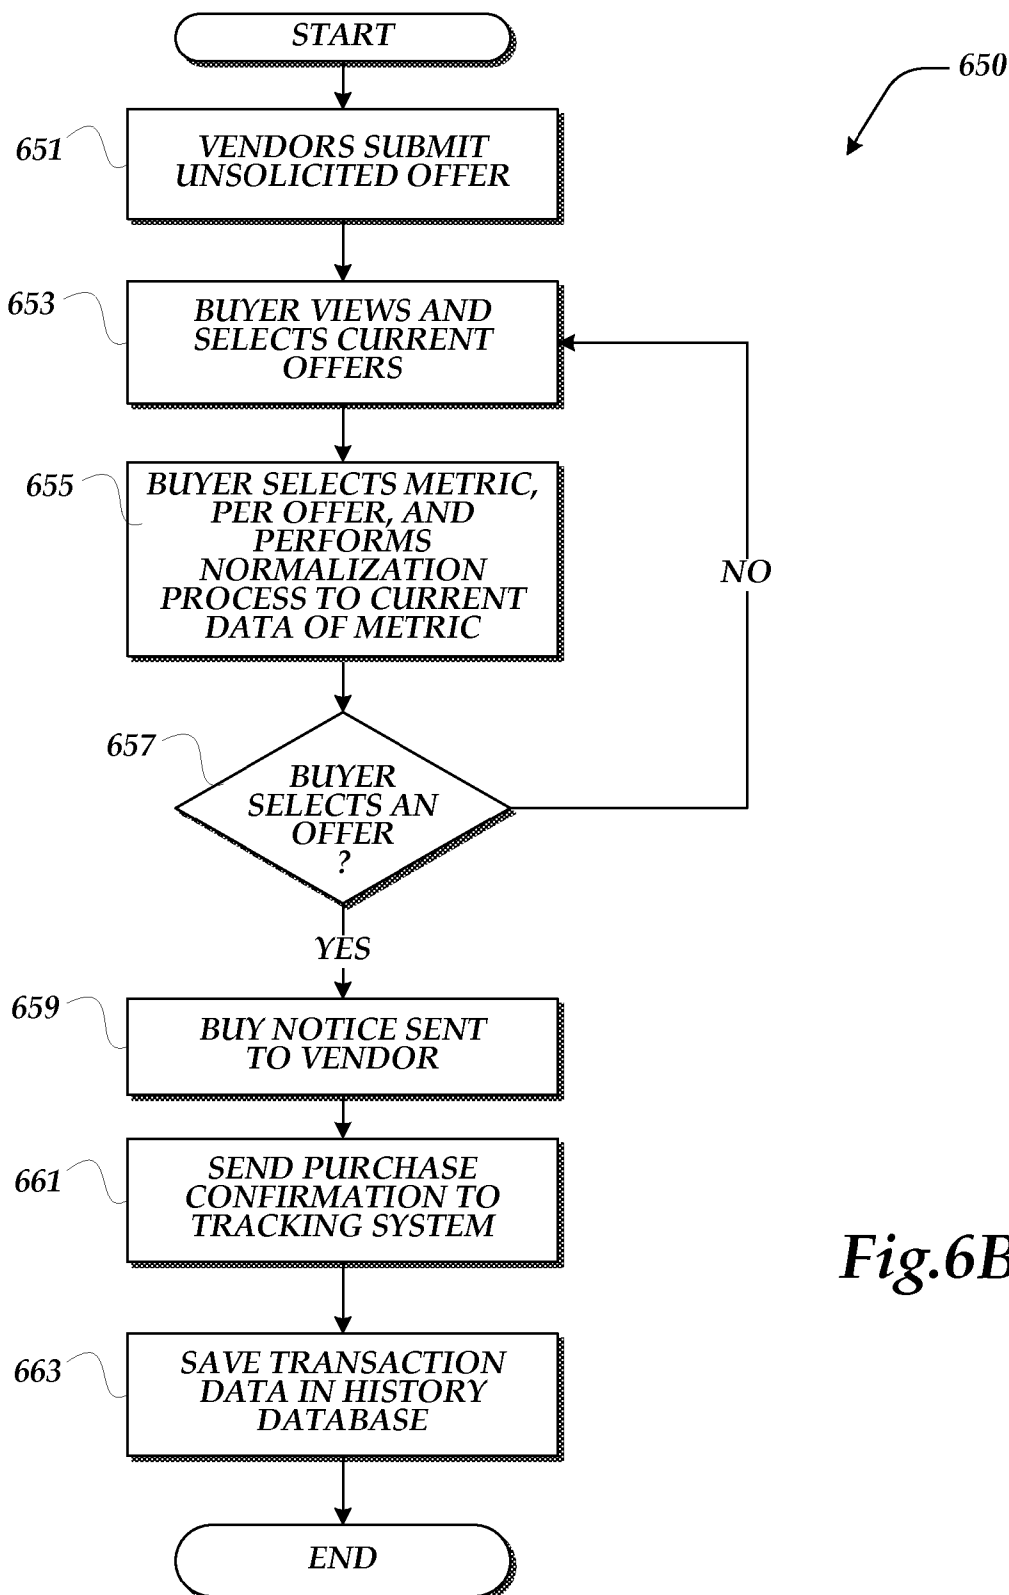 START
650
651
VENDORS SUBMIT
UNSOLICITED OFFER
653
BUYER VIEWS AND
SELECTS CURRENT
OFFERS
655
BUYER SELECTS METRIC,
PER OFFER, AND
PERFORMS
NORMALIZATION
PROCESS TO CURRENT
DATA OF METRIC
NO
657
BUYER
SELECTS AN
OFFER
?
YES
659
BUY NOTICE SENT
TO VENDOR
661
SEND PURCHASE
CONFIRMATION TO
TRACKING SYSTEM
Fig.6B
663
SAVE TRANSACTION
DATA IN HISTORY
DATABASE
END